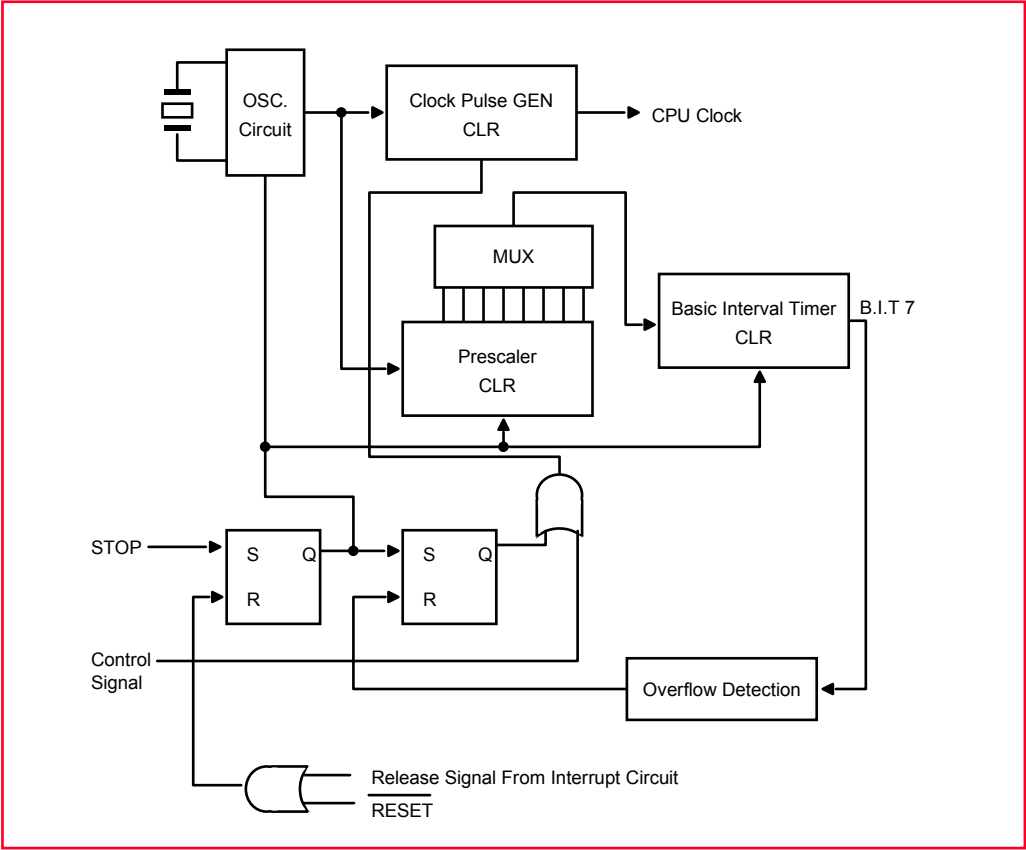 OSC.
Circuit
Clock Pulse GEN
CLR
CPU Clock
MUX
Basic Interval Timer
CLR
B.I.T 7
Prescaler
CLR
STOP
S
Q
R
S
Q
R
Control
Signal
Overflow Detection
Release Signal From Interrupt Circuit
RESET